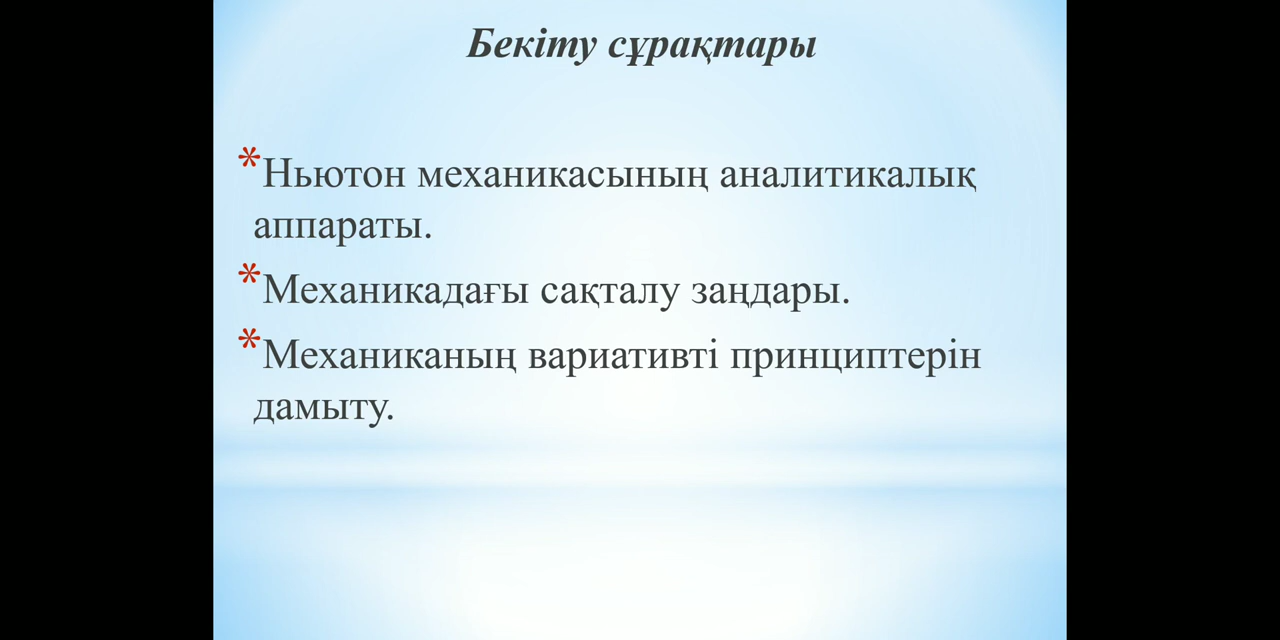 Бекіту сұрақтары
*Ньютон механикасының аналитикалық
аппараты.
*Механикадағы сақталу заңдары.
*Механиканың вариативті принциптерін
дамыту.